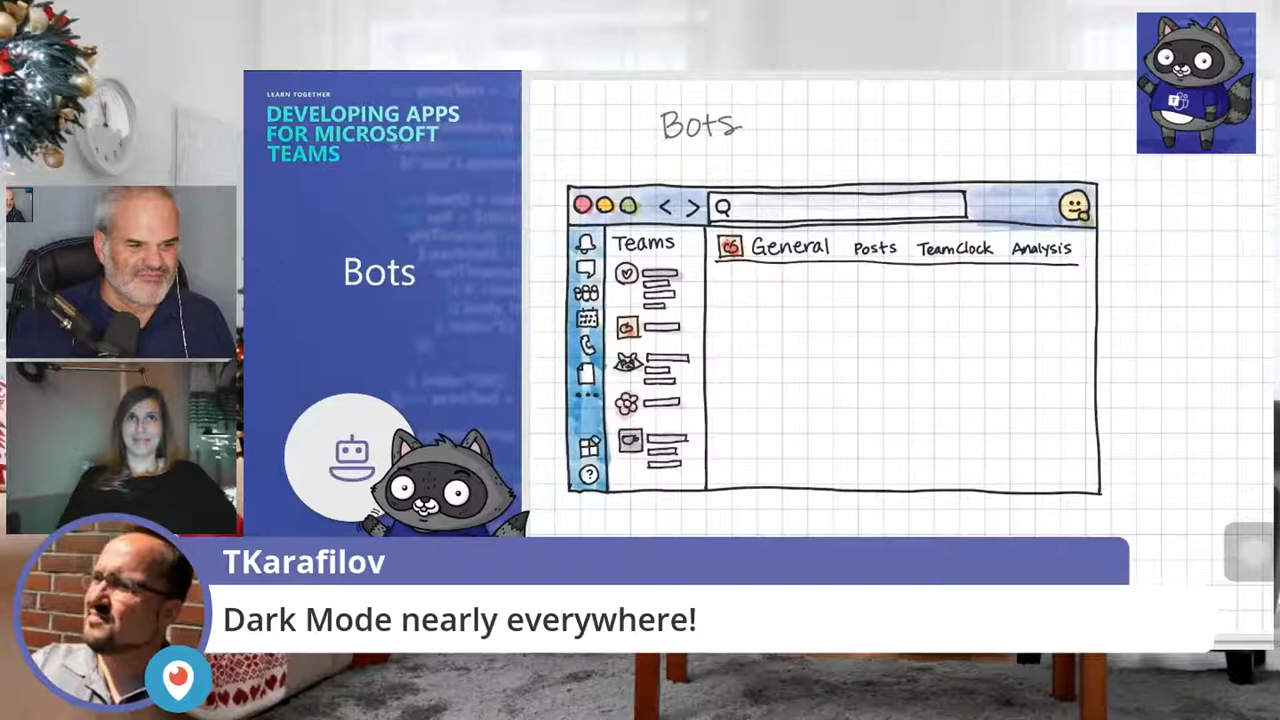 LEARN TOGETHER
DEVELOPING APPS
FOR MICROSOFT
TEAMS
Bots
Bots
Teams
General Posts TeamClock Analysis
TKarafilov
Dark Mode nearly everywhere!